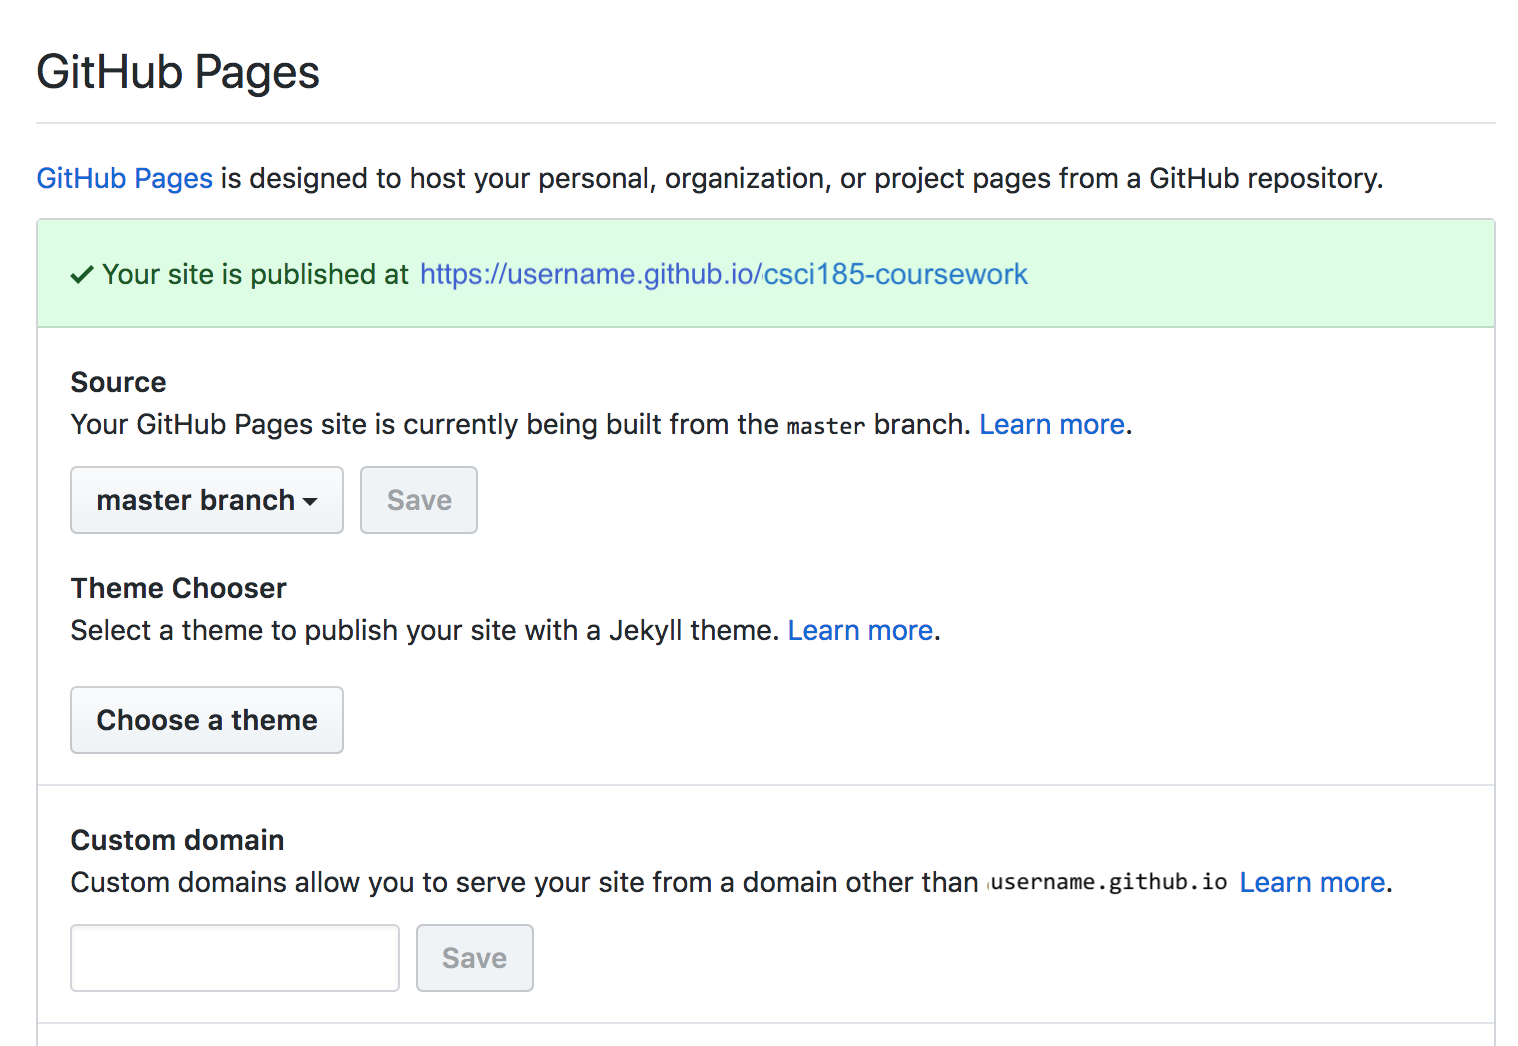 GitHub Pages
GitHub Pages is designed to host your personal, organization, or project pages from a GitHub repository.
Your site is published at https://username.github.io/csci185-coursework
Source
Your GitHub Pages site is currently being built from the master branch. Learn more.
master branch Save
Theme Chooser
Select a theme to publish your site with a Jekyll theme. Learn more.
Choose a theme
Custom domain
Custom domains allow you to serve your site from a domain other than username.github.io Learn more.
Save